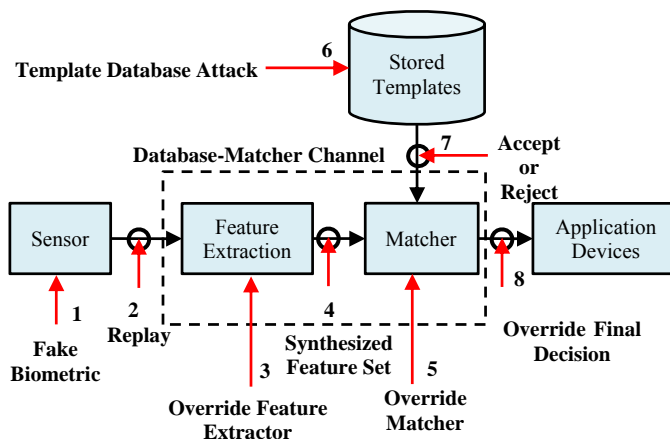 6
Template Database Attack
Stored
Templates
7
Database-Matcher Channel
Accept
or
Reject
Sensor
Feature
Extraction
Matcher
Application
Devices
1
2
Replay
4
8
Fake
Biometric
Synthesized
Feature Set
3
5
Override Final
Decision
Override Feature
Extractor
Override
Matcher